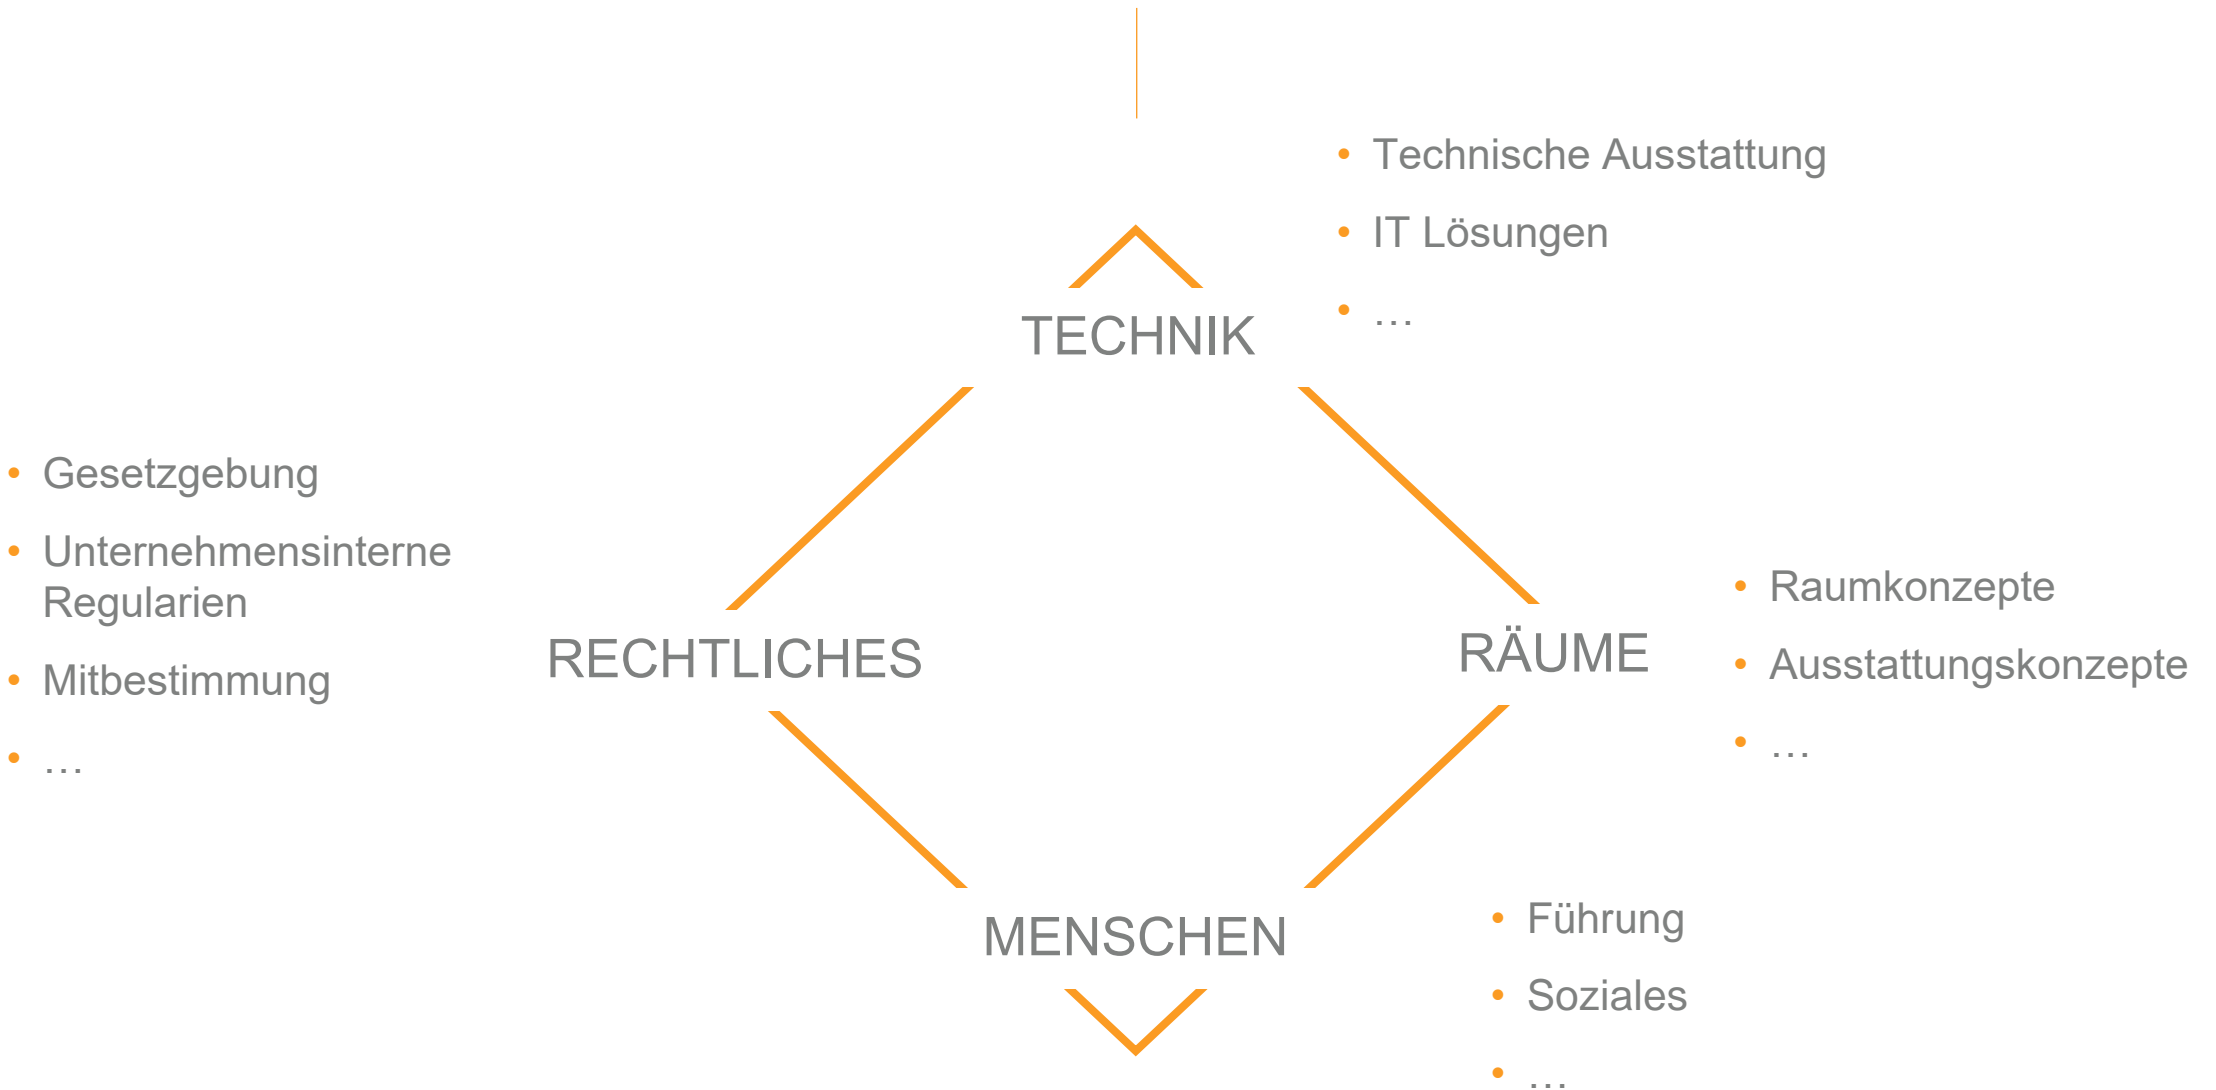 • Technische Ausstattung
• IT Lösungen
• …
TECHNIK
• Gesetzgebung
• Unternehmensinterne
Regularien
• Mitbestimmung
• …
RECHTLICHES
RÄUME
• Raumkonzepte
• Ausstattungskonzepte
• …
MENSCHEN
• Führung
• Soziales
• …